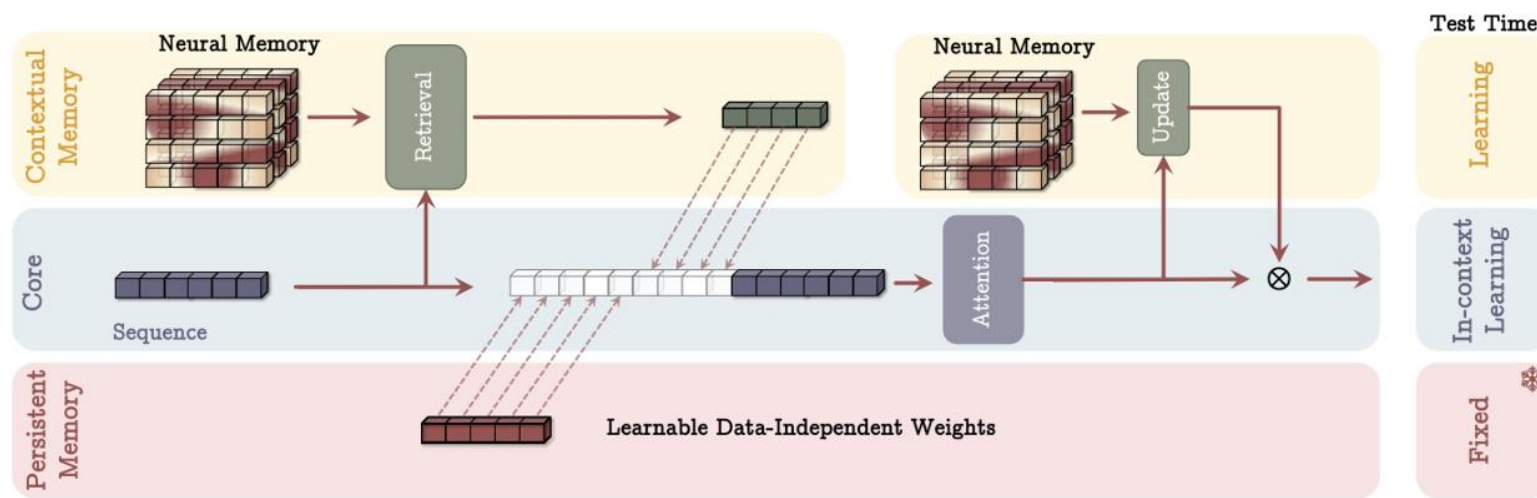 Test Time
Neural Memory
Neural Memory
Contextual
Memory
Retrieval
Update
Learning
Core
Sequence
Attention
In-context
Learning
Persistent
Memory
Learnable Data-Independent Weights
Fixed